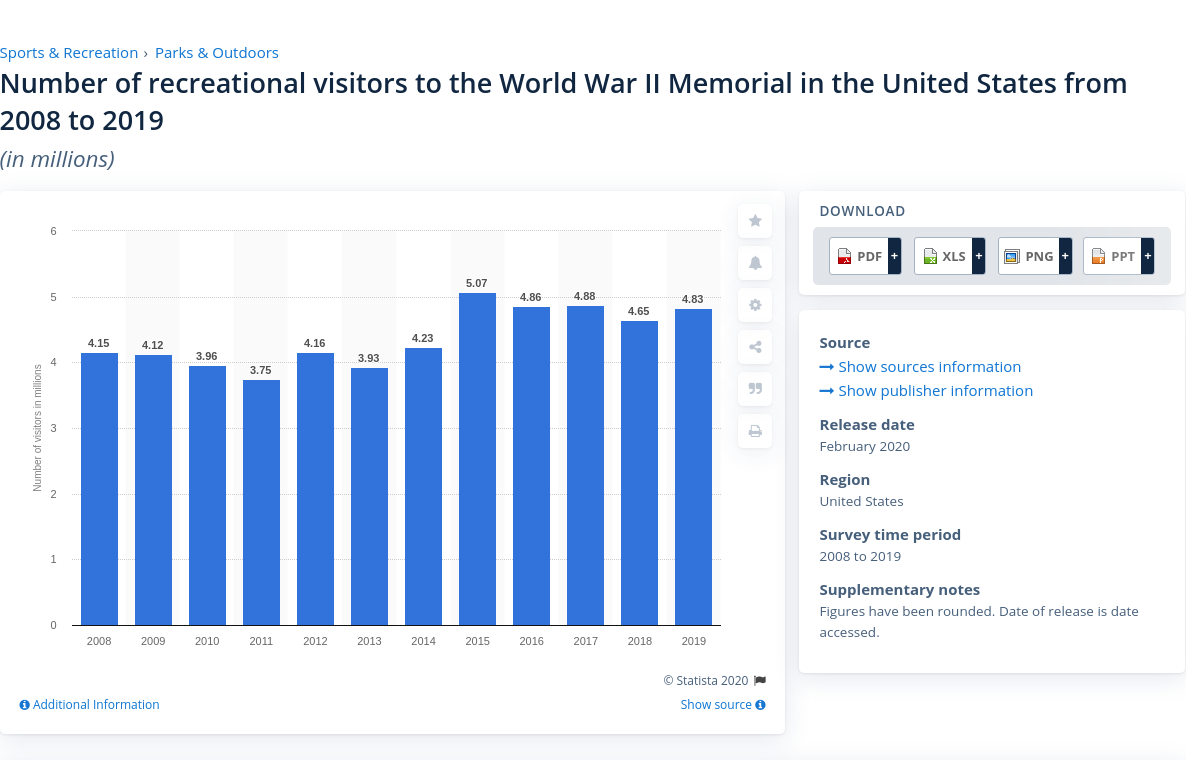 Sports & Recreation › Parks & Outdoors
Number of recreational visitors to the World War II Memorial in the United States from
2008 to 2019
(in millions)
Number of visitors in millions
6
5
4
3
2
1
0
4.15
4.12
3.96
3.75
4.16
3.93
4.23
5.07
4.86
4.88
4.65
4.83
2008
2009
2010
2011
2012
2013
2014
2015
2016
2017
2018
2019
© Statista 2020
Additional Information
Show source
DOWNLOAD
PDF +
XLS +
PNG +
PPT +
Source
Show sources information
Show publisher information
Release date
February 2020
Region
United States
Survey time period
2008 to 2019
Supplementary notes
Figures have been rounded. Date of release is date
accessed.